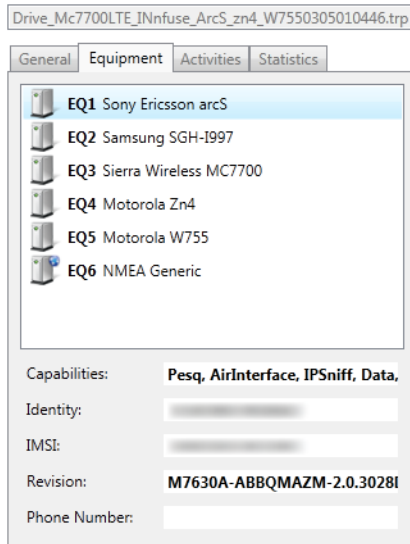 Drive_Mc7700LTE_INnfuse_ArcS_zn4_W7550305010446.trp
General Equipment Activities Statistics
EQ1 Sony Ericsson arcS
EQ2 Samsung SGH-I997
EQ3 Sierra Wireless MC7700
EQ4 Motorola Zn4
EQ5 Motorola W755
EQ6 NMEA Generic
Capabilities: Pesq, AirInterface, IPSniff, Data,
Identity:
IMSI:
Revision: M7630A-ABBQMAZM-2.0.3028
Phone Number: